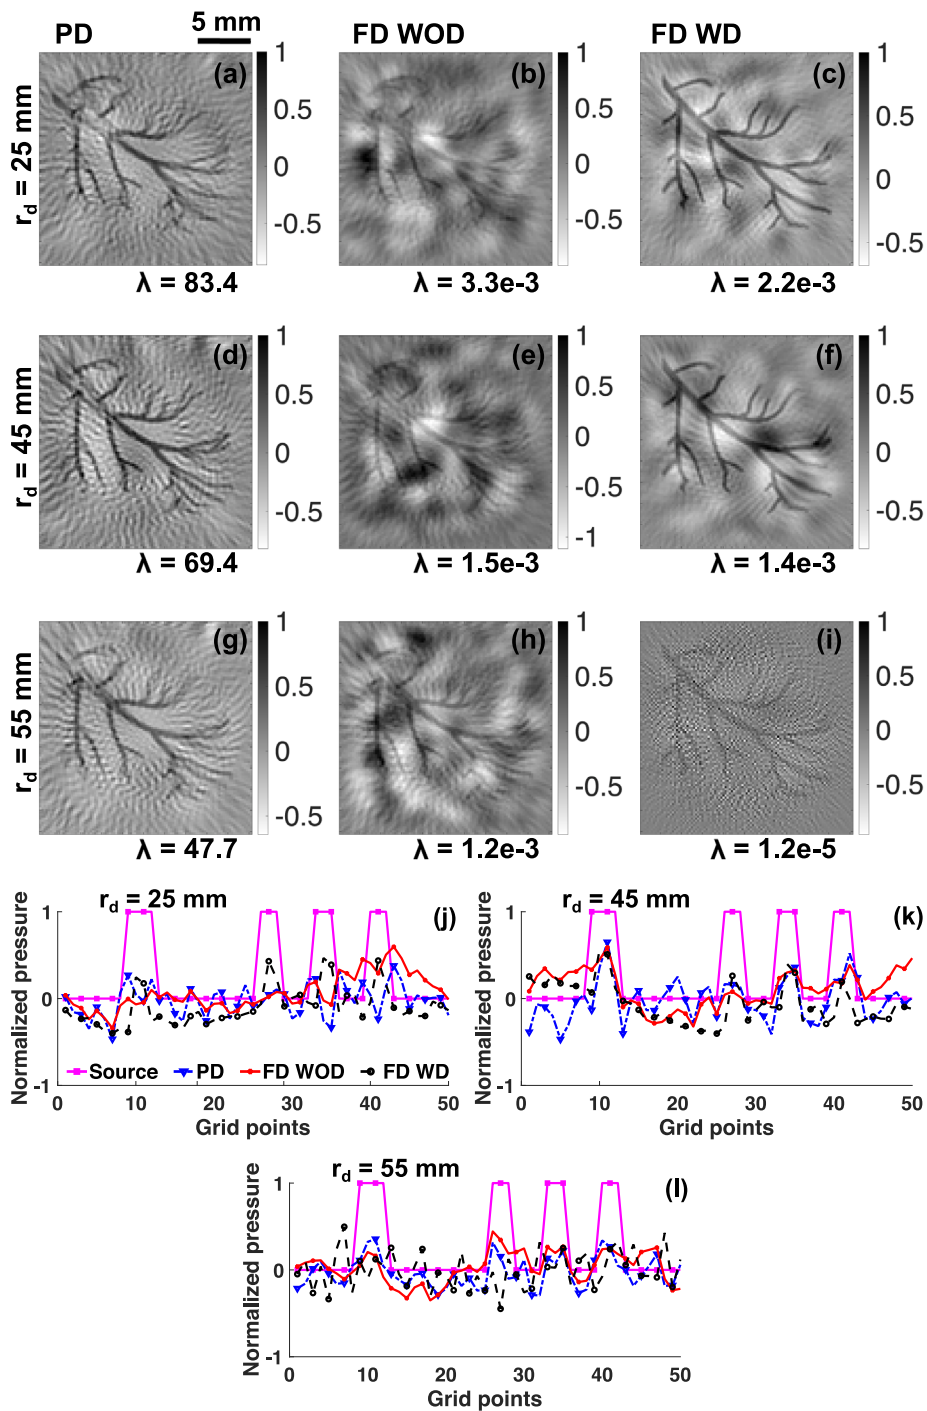 PD 5 mm FD WOD FD WD
r_d = 25 mm
(a) 1 0.5 0 -0.5
(b) 1 0.5 0 -0.5
(c) 1 0.5 0 -0.5
λ = 83.4 λ = 3.3e-3 λ = 2.2e-3
r_d = 45 mm
(d) 1 0.5 0 -0.5
(e) 1 0.5 0 -0.5 -1
(f) 1 0.5 0 -0.5
λ = 69.4 λ = 1.5e-3 λ = 1.4e-3
r_d = 55 mm
(g) 1 0.5 0 -0.5
(h) 1 0.5 0 -0.5
(i) 1 0.5 0 -0.5
λ = 47.7 λ = 1.2e-3 λ = 1.2e-5
r_d = 25 mm
(j)
Normalized pressure
1
0
-1
Source PD FD WOD FD WD
0 10 20 30 40 50
Grid points
r_d = 45 mm
(k)
Normalized pressure
1
0
-1
0 10 20 30 40 50
Grid points
r_d = 55 mm
(l)
Normalized pressure
1
0
-1
0 10 20 30 40 50
Grid points